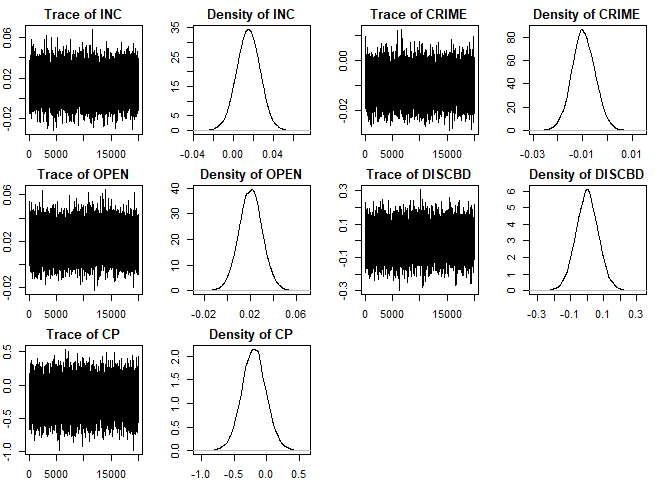 Trace of INC
0.06
0.02
-0.02
0 5000 15000
Density of INC
35
25
15
5
0
-0.04 0.00 0.04
Trace of CRIME
0.00
-0.02
0 5000 15000
Density of CRIME
80
60
40
20
0
-0.03 -0.01 0.01
Trace of OPEN
0.06
0.02
-0.02
0 5000 15000
Density of OPEN
40
30
20
10
0
-0.02 0.02 0.06
Trace of DISCBD
0.3
0.1
-0.1
-0.3
0 5000 15000
Density of DISCBD
6
5
4
3
2
1
0
-0.3 -0.1 0.1 0.3
Trace of CP
0.5
0.0
-0.5
-1.0
0 5000 15000
Density of CP
2.0
1.5
1.0
0.5
0.0
-1.0 -0.5 0.0 0.5